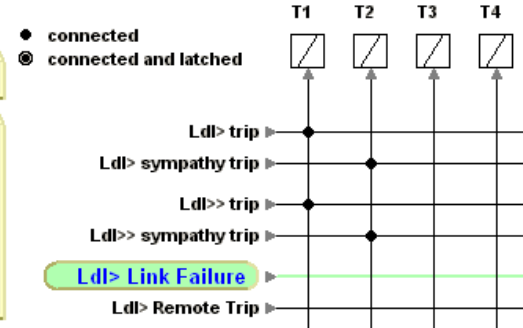 T1 T2 T3 T4
connected
connected and latched
LdI> trip
LdI> sympathy trip
LdI>> trip
LdI>> sympathy trip
LdI> Link Failure
LdI> Remote Trip